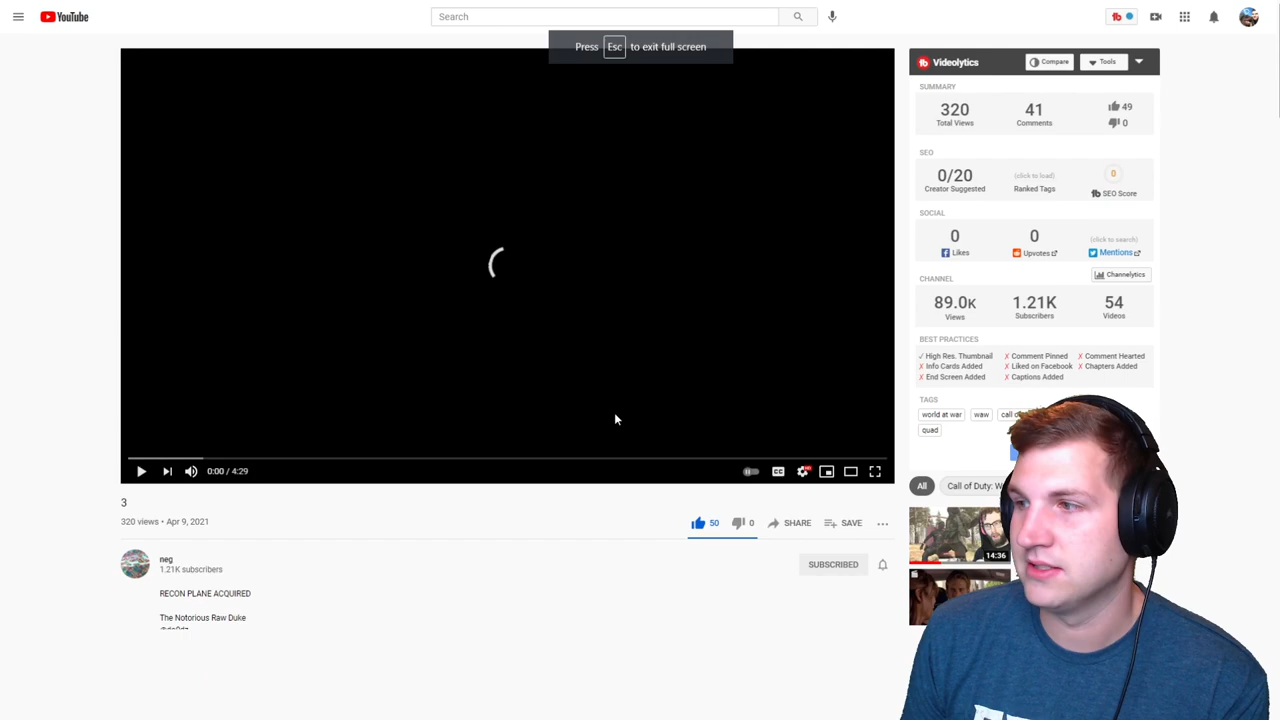 YouTube
Search
Press Esc to exit full screen
Videolytics
Compare
Tools
SUMMARY
320
Total Views
41
Comments
49
0
SEO
0/20
Creator Suggested
(click to load)
Ranked Tags
0
SEO Score
SOCIAL
0
Likes
0
Upvotes
(click to search)
Mentions
CHANNEL
Channelytics
89.0K
Views
1.21K
Subscribers
54
Videos
BEST PRACTICES
✓ High Res. Thumbnail
✗ Comment Pinned
✗ Comment Hearted
✗ Info Cards Added
✗ Liked on Facebook
✗ Chapters Added
✗ End Screen Added
✗ Captions Added
TAGS
world at war
waw
quad
All
Call of Duty:
14:36
0:00 / 4:29
3
320 views • Apr 9, 2021
50
0
SHARE
SAVE
neg
1.21K subscribers
SUBSCRIBED
RECON PLANE ACQUIRED
The Notorious Raw Duke